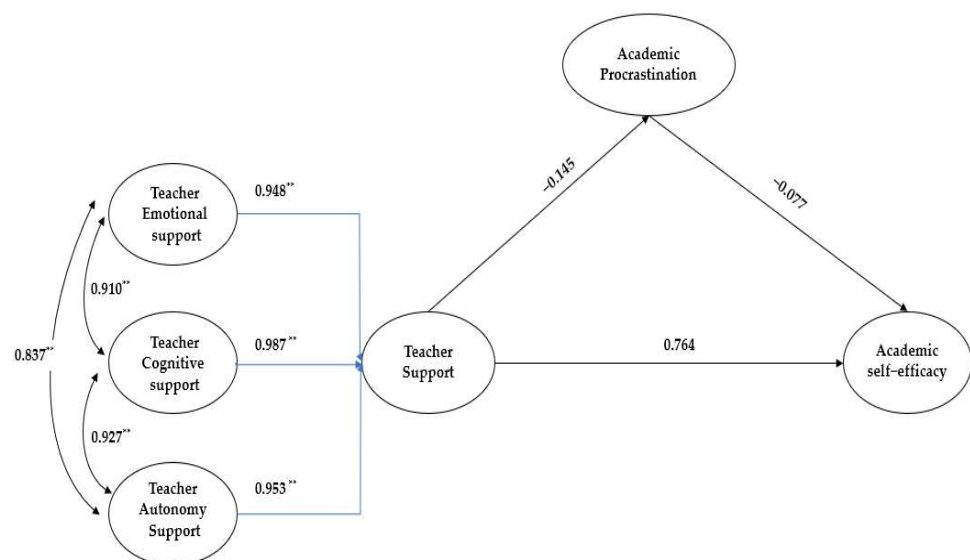 Academic
Procrastination
−0.145
−0.077
Teacher
Emotional
support
0.948**
0.910**
Teacher
Cognitive
support
0.987**
Teacher
Support
0.764
Academic
self−efficacy
0.837**
0.927**
Teacher
Autonomy
Support
0.953**